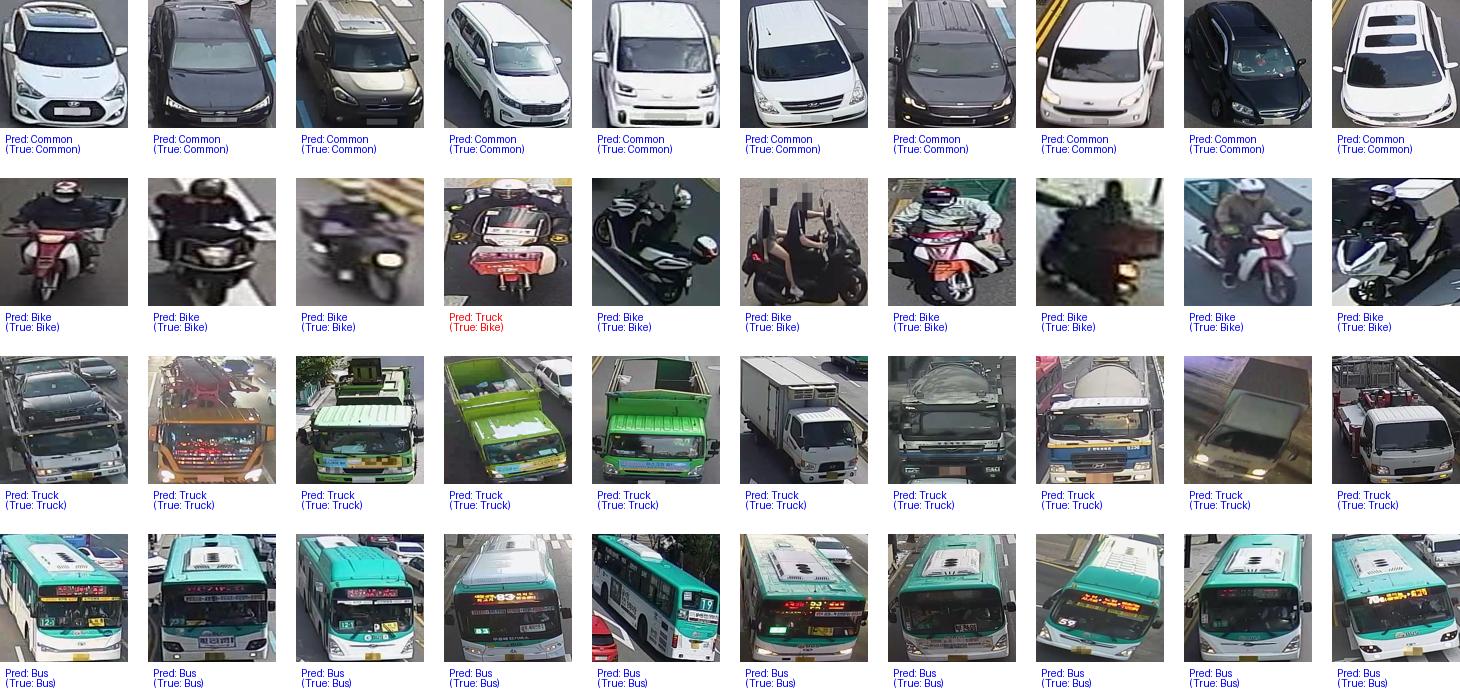 Pred: Common Pred: Common Pred: Common Pred: Common Pred: Common Pred: Common Pred: Common Pred: Common Pred: Common Pred: Common
(True: Common) (True: Common) (True: Common) (True: Common) (True: Common) (True: Common) (True: Common) (True: Common) (True: Common) (True: Common)
Pred: Bike Pred: Bike Pred: Bike Pred: Truck Pred: Bike Pred: Bike Pred: Bike Pred: Bike Pred: Bike Pred: Bike
(True: Bike) (True: Bike) (True: Bike) (True: Bike) (True: Bike) (True: Bike) (True: Bike) (True: Bike) (True: Bike) (True: Bike)
Pred: Truck Pred: Truck Pred: Truck Pred: Truck Pred: Truck Pred: Truck Pred: Truck Pred: Truck Pred: Truck Pred: Truck
(True: Truck) (True: Truck) (True: Truck) (True: Truck) (True: Truck) (True: Truck) (True: Truck) (True: Truck) (True: Truck) (True: Truck)
83
19
59
Pred: Bus Pred: Bus Pred: Bus Pred: Bus Pred: Bus Pred: Bus Pred: Bus Pred: Bus Pred: Bus Pred: Bus
(True: Bus) (True: Bus) (True: Bus) (True: Bus) (True: Bus) (True: Bus) (True: Bus) (True: Bus) (True: Bus) (True: Bus)